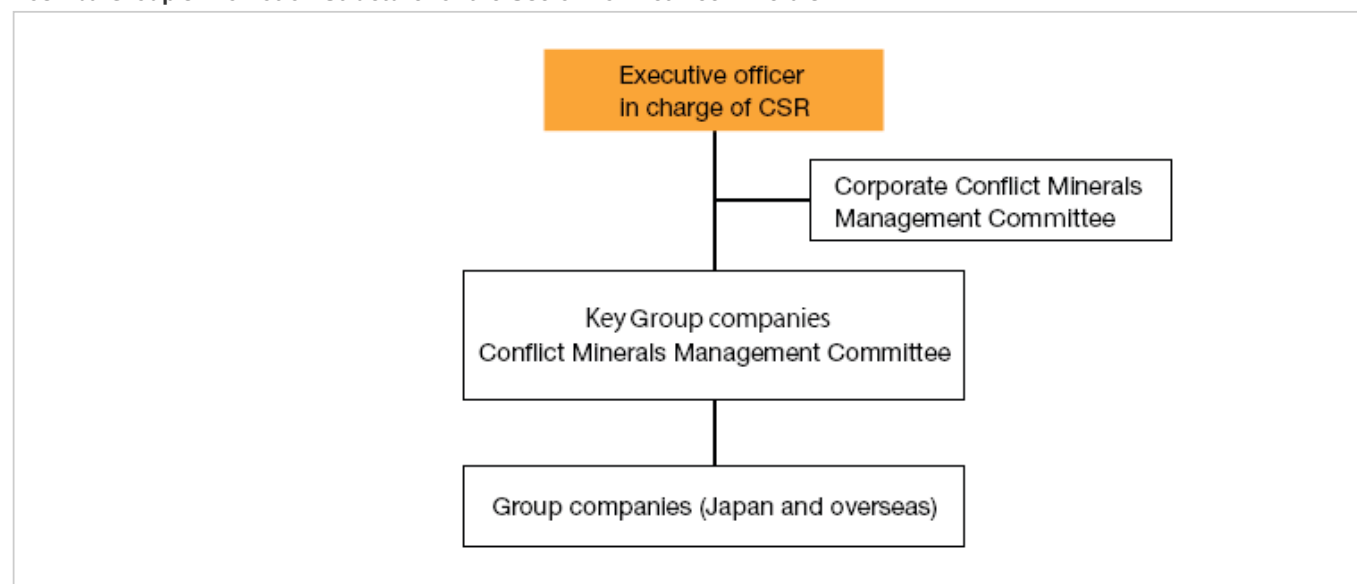 Executive officer
in charge of CSR
Corporate Conflict Minerals
Management Committee
Key Group companies
Conflict Minerals Management Committee
Group companies (Japan and overseas)